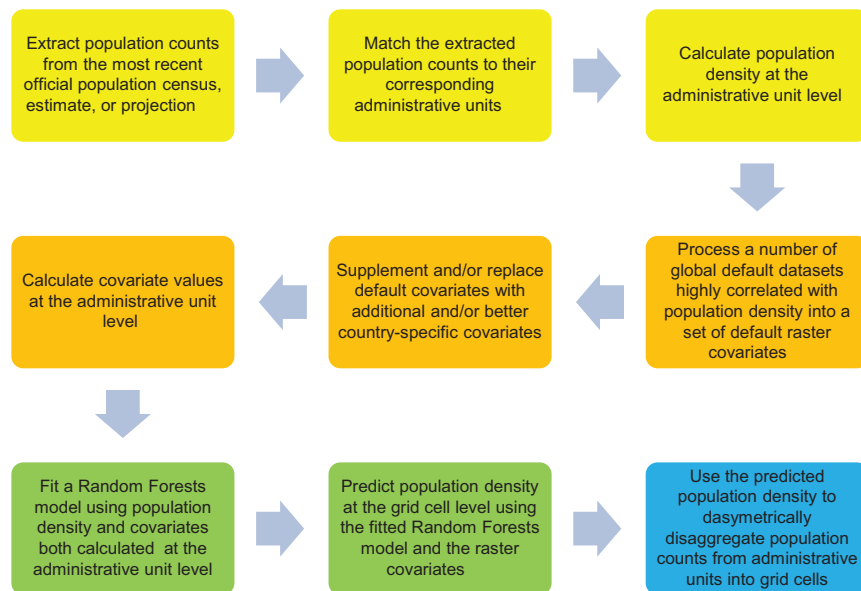 Extract population counts
from the most recent
official population census,
estimate, or projection
Match the extracted
population counts to their
corresponding
administrative units
Calculate population
density at the
administrative unit level
Process a number of
global default datasets
highly correlated with
population density into a
set of default raster
covariates
Supplement and/or replace
default covariates with
additional and/or better
country-specific covariates
Calculate covariate values
at the administrative unit
level
Fit a Random Forests
model using population
density and covariates
both calculated at the
administrative unit level
Predict population density
at the grid cell level using
the fitted Random Forests
model and the raster
covariates
Use the predicted
population density to
dasymetrically
disaggregate population
counts from administrative
units into grid cells